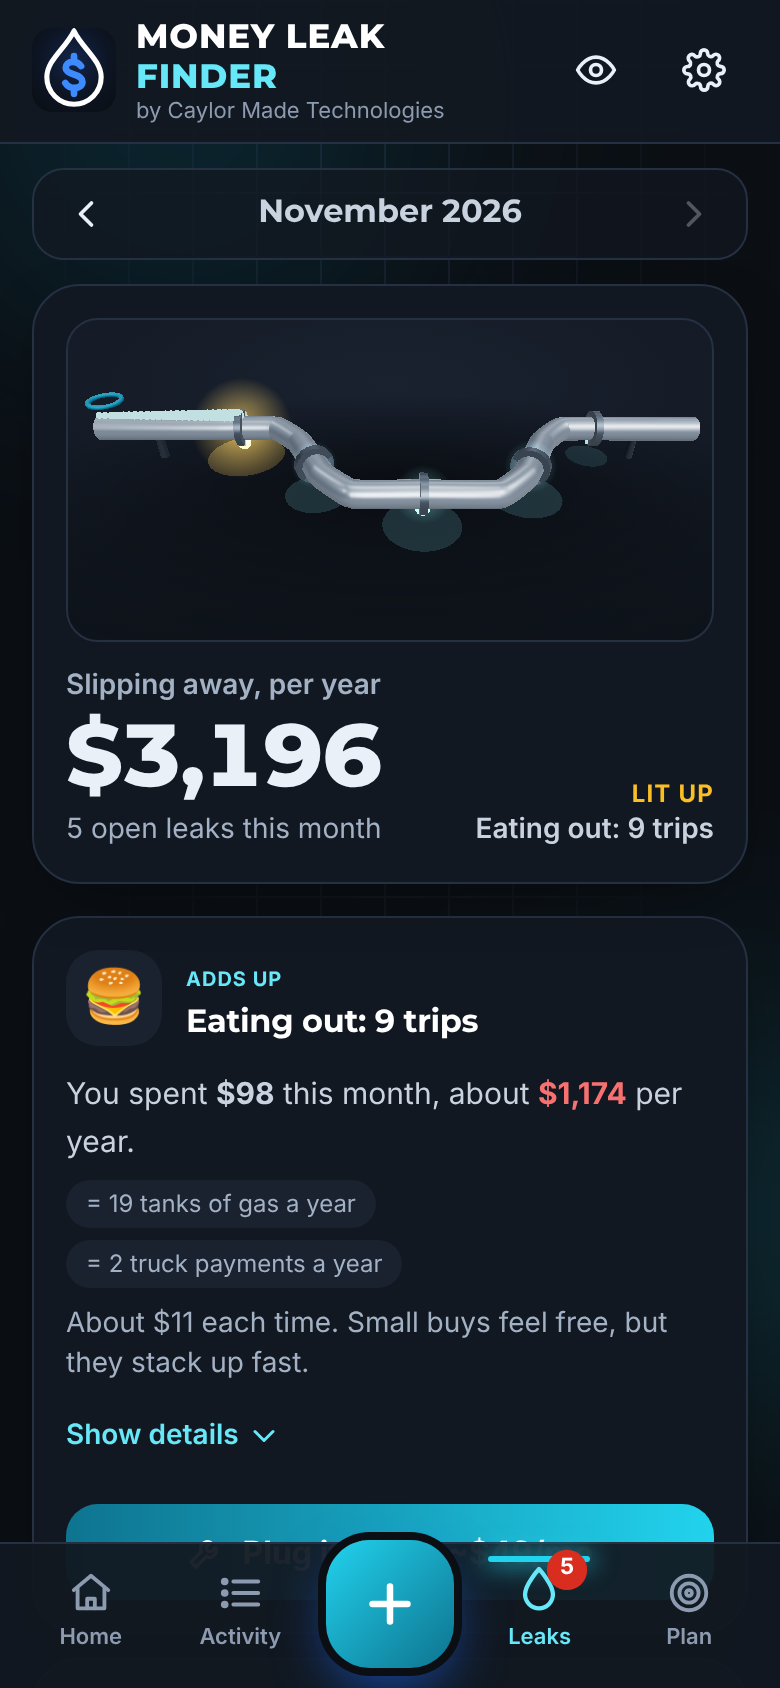 MONEY LEAK
FINDER
by Caylor Made Technologies
November 2026
Slipping away, per year
$3,196
5 open leaks this month
LIT UP
Eating out: 9 trips
ADDS UP
Eating out: 9 trips
You spent $98 this month, about $1,174 per
year.
= 19 tanks of gas a year
= 2 truck payments a year
About $11 each time. Small buys feel free, but
they stack up fast.
Show details
Plug
5
Home
Activity
Leaks
Plan